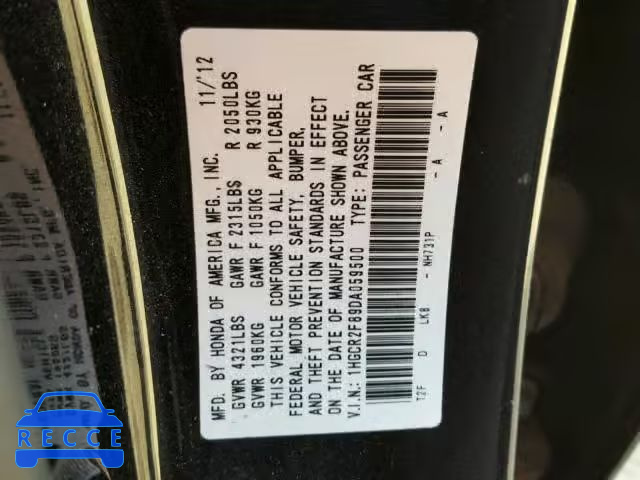 MFD. BY HONDA OF AMERICA MFG., INC. 11/'12
GVWR 4321LBS GAWR F 2315LBS R 2050LBS
GVWR 1960KG GAWR F 1050KG R 930KG
THIS VEHICLE CONFORMS TO ALL APPLICABLE
FEDERAL MOTOR VEHICLE SAFETY, BUMPER,
AND THEFT PREVENTION STANDARDS IN EFFECT
ON THE DATE OF MANUFACTURE SHOWN ABOVE.
V.I.N.: 1HGCR2F89DA059500 TYPE: PASSENGER CAR
T2F D LK8 - NH731P - A - A
RECCE